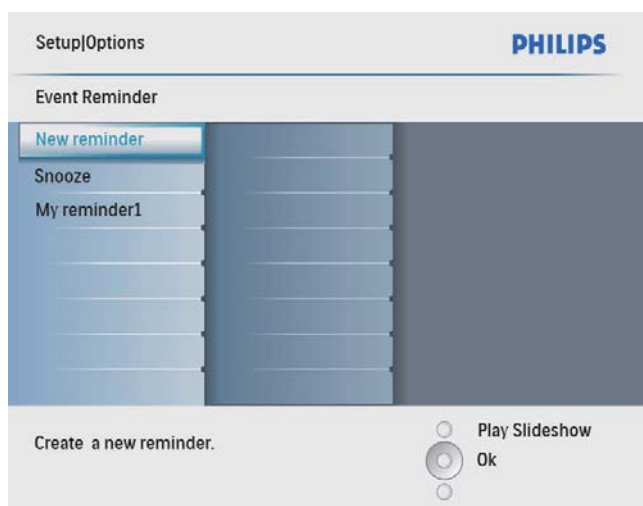 Setup|Options
PHILIPS
Event Reminder
New reminder
Snooze
My reminder1
Create a new reminder.
Play Slideshow
Ok